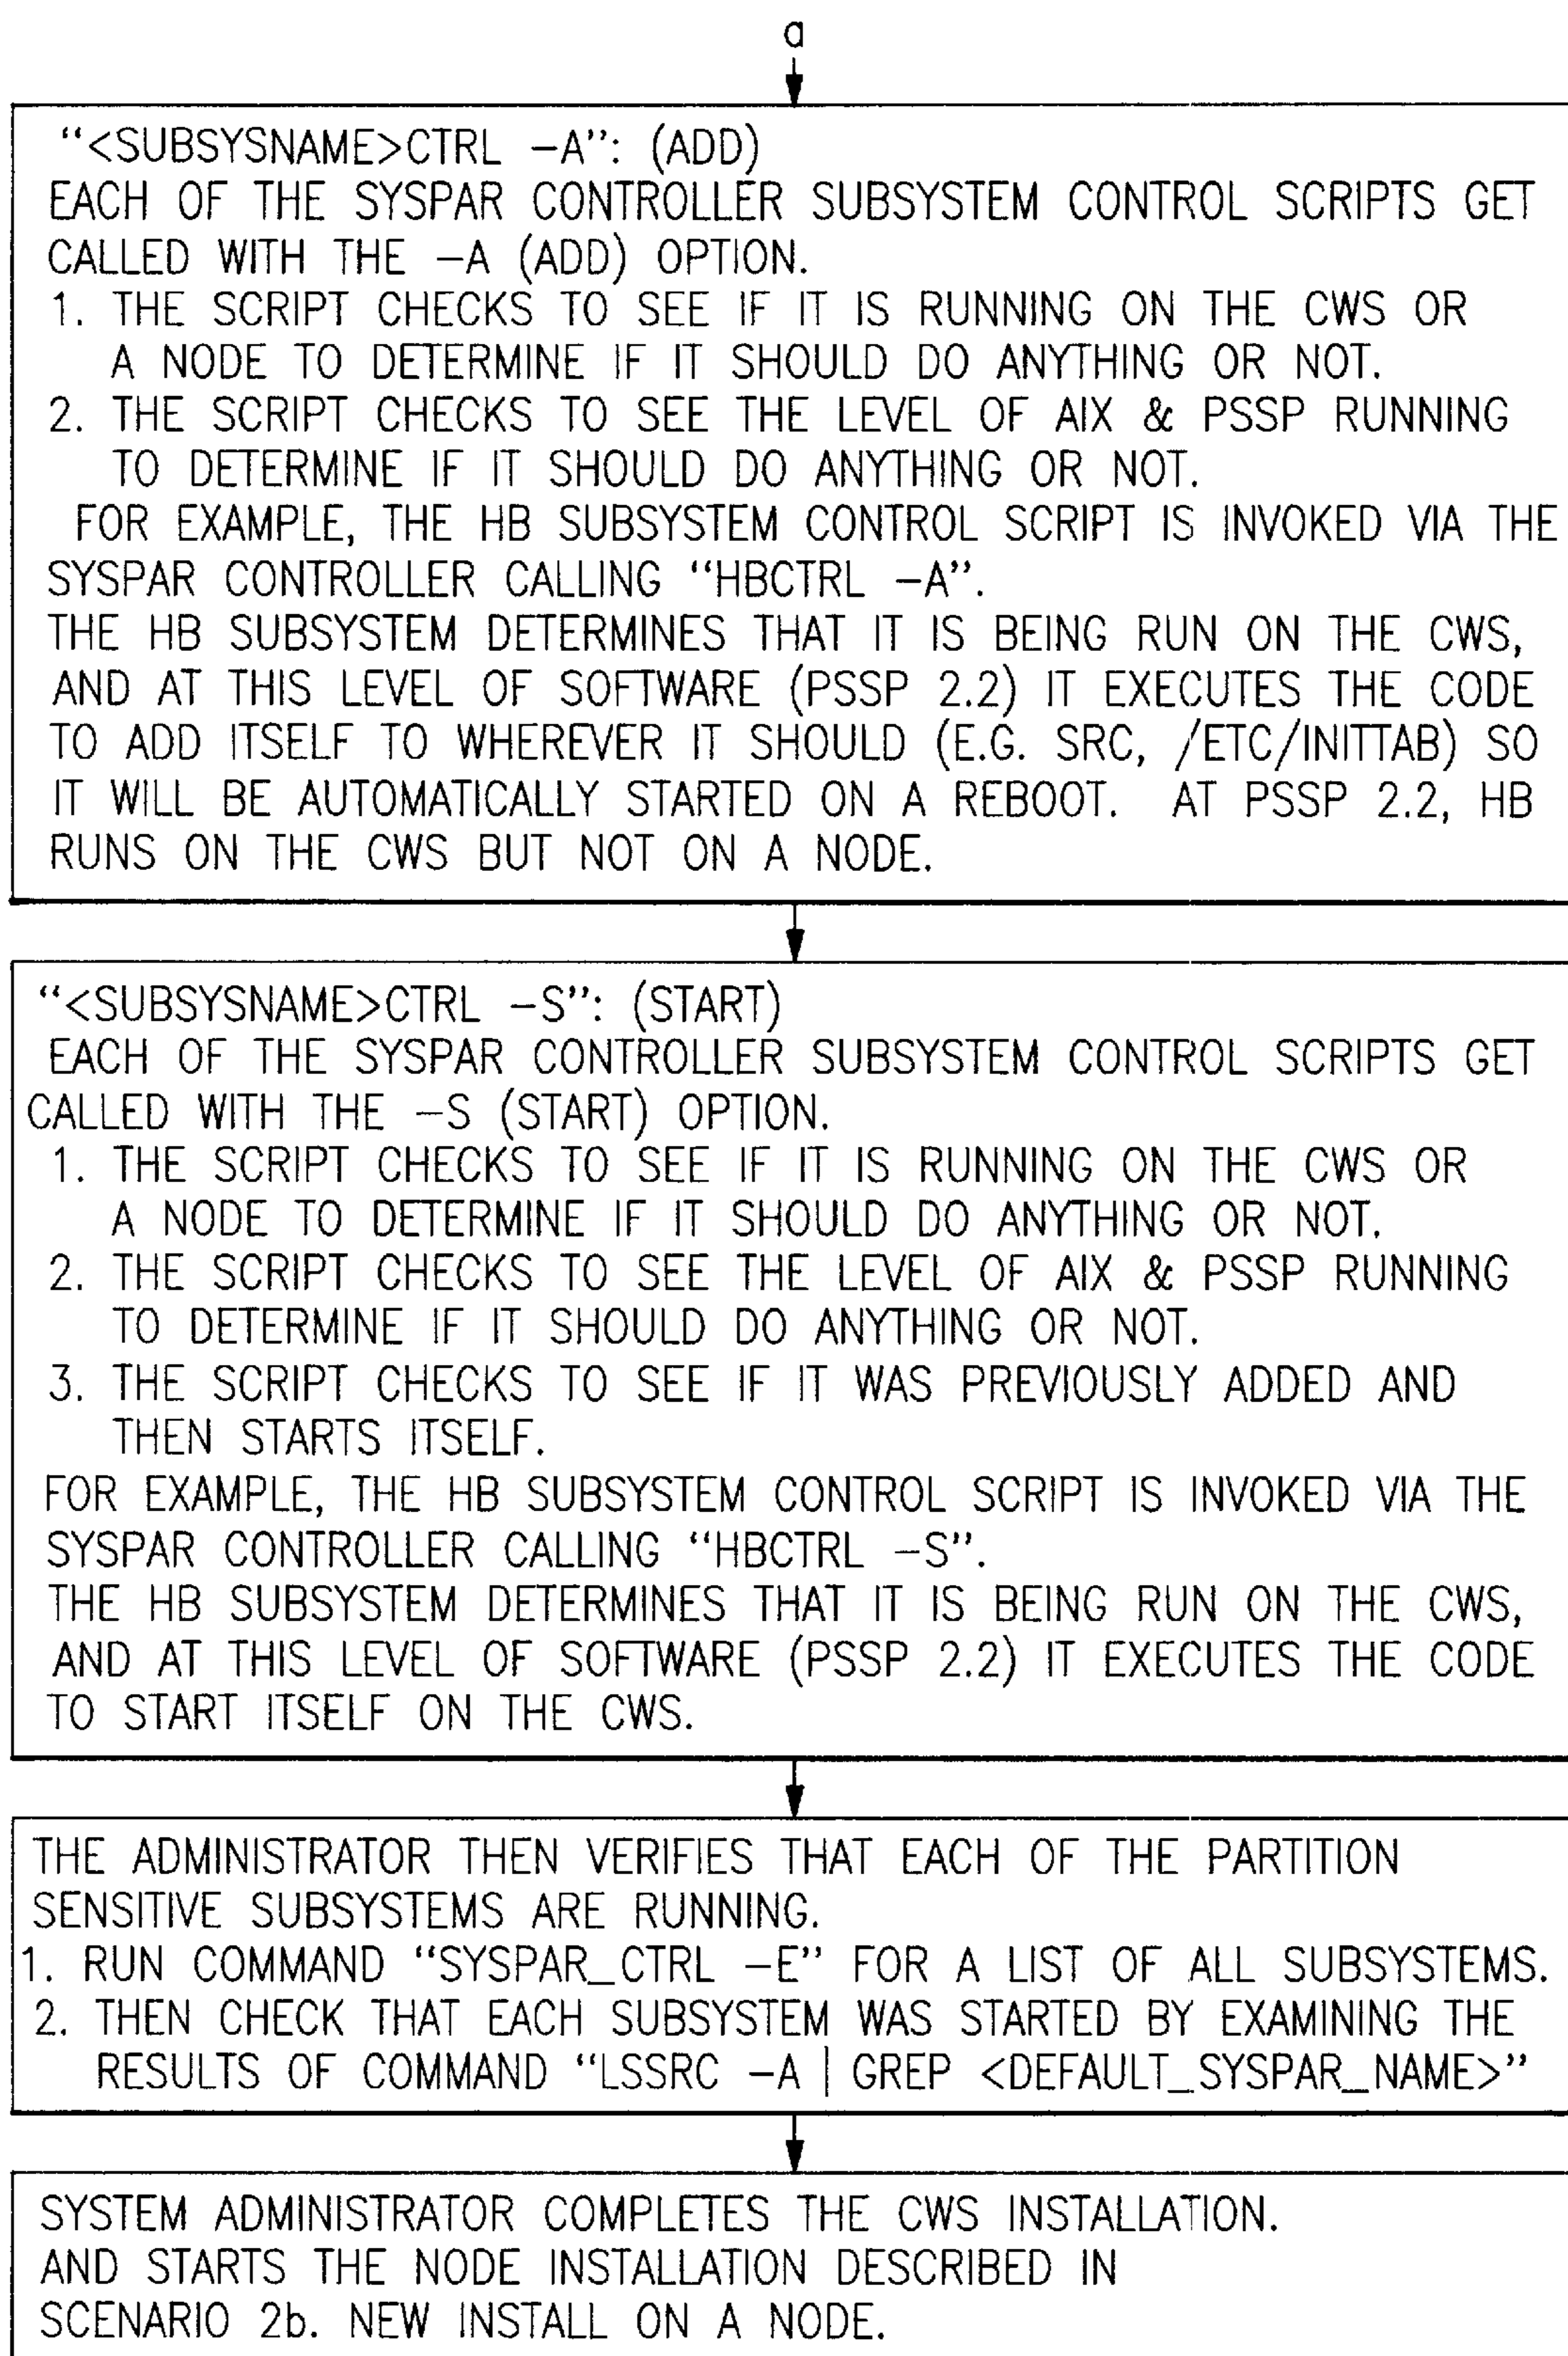 a
“<SUBSYSNAME>CTRL –A”: (ADD)
EACH OF THE SYSPAR CONTROLLER SUBSYSTEM CONTROL SCRIPTS GET
CALLED WITH THE –A (ADD) OPTION.
1. THE SCRIPT CHECKS TO SEE IF IT IS RUNNING ON THE CWS OR
A NODE TO DETERMINE IF IT SHOULD DO ANYTHING OR NOT.
2. THE SCRIPT CHECKS TO SEE THE LEVEL OF AIX & PSSP RUNNING
TO DETERMINE IF IT SHOULD DO ANYTHING OR NOT.
FOR EXAMPLE, THE HB SUBSYSTEM CONTROL SCRIPT IS INVOKED VIA THE
SYSPAR CONTROLLER CALLING “HBCTRL –A”.
THE HB SUBSYSTEM DETERMINES THAT IT IS BEING RUN ON THE CWS,
AND AT THIS LEVEL OF SOFTWARE (PSSP 2.2) IT EXECUTES THE CODE
TO ADD ITSELF TO WHEREVER IT SHOULD (E.G. SRC, /ETC/INITTAB) SO
IT WILL BE AUTOMATICALLY STARTED ON A REBOOT. AT PSSP 2.2, HB
RUNS ON THE CWS BUT NOT ON A NODE.
“<SUBSYSNAME>CTRL –S”: (START)
EACH OF THE SYSPAR CONTROLLER SUBSYSTEM CONTROL SCRIPTS GET
CALLED WITH THE –S (START) OPTION.
1. THE SCRIPT CHECKS TO SEE IF IT IS RUNNING ON THE CWS OR
A NODE TO DETERMINE IF IT SHOULD DO ANYTHING OR NOT.
2. THE SCRIPT CHECKS TO SEE THE LEVEL OF AIX & PSSP RUNNING
TO DETERMINE IF IT SHOULD DO ANYTHING OR NOT.
3. THE SCRIPT CHECKS TO SEE IF IT WAS PREVIOUSLY ADDED AND
THEN STARTS ITSELF.
FOR EXAMPLE, THE HB SUBSYSTEM CONTROL SCRIPT IS INVOKED VIA THE
SYSPAR CONTROLLER CALLING “HBCTRL –S”.
THE HB SUBSYSTEM DETERMINES THAT IT IS BEING RUN ON THE CWS,
AND AT THIS LEVEL OF SOFTWARE (PSSP 2.2) IT EXECUTES THE CODE
TO START ITSELF ON THE CWS.
THE ADMINISTRATOR THEN VERIFIES THAT EACH OF THE PARTITION
SENSITIVE SUBSYSTEMS ARE RUNNING.
1. RUN COMMAND “SYSPAR_CTRL –E” FOR A LIST OF ALL SUBSYSTEMS.
2. THEN CHECK THAT EACH SUBSYSTEM WAS STARTED BY EXAMINING THE
RESULTS OF COMMAND “LSSRC –A | GREP <DEFAULT_SYSPAR_NAME>”
SYSTEM ADMINISTRATOR COMPLETES THE CWS INSTALLATION.
AND STARTS THE NODE INSTALLATION DESCRIBED IN
SCENARIO 2b. NEW INSTALL ON A NODE.